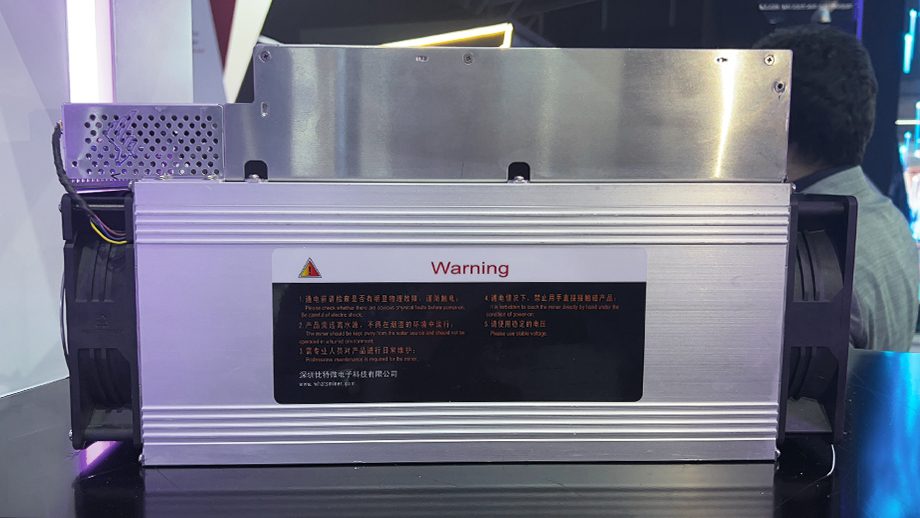 Warning
1.通电前请检查是否有明显物理故障，谨防触电；
Please check whether there are obvious physical faults before power-on.
Be careful of electric shock;
2.产品需远离水源，不得在潮湿的环境中运行；
The miner should be kept away from the water source and should not be
operated in a humid environment;
3.需专业人员对产品进行日常维护；
Professional maintenance is required for the miner.
4.通电情况下，禁止用手直接接触碰产品；
It is forbidden to touch the miner directly by hand under the
condition of power-on;
5.请使用稳定的电压
Please use stable voltage.
深圳比特微电子科技有限公司
www.whatsminer.com